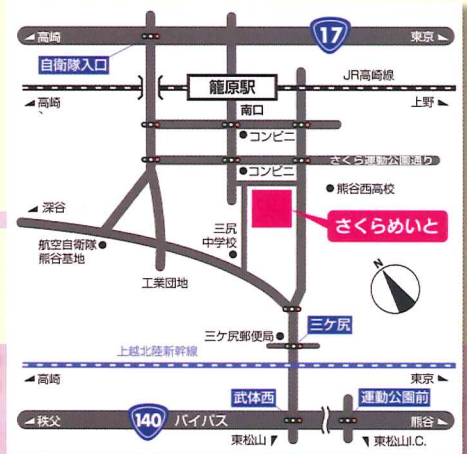 高崎
17
東京
自衛隊入口
籠原駅
JR高崎線
高崎
南口
上野
コンビニ
さくら運動公園通り
コンビニ
熊谷西高校
深谷
さくらめいと
三尻
中学校
航空自衛隊
熊谷基地
N
工業団地
三ケ尻
三ケ尻郵便局
上越北陸新幹線
高崎
東京
武体西
運動公園前
秩父
140
バイパス
熊谷
東松山
東松山I.C.